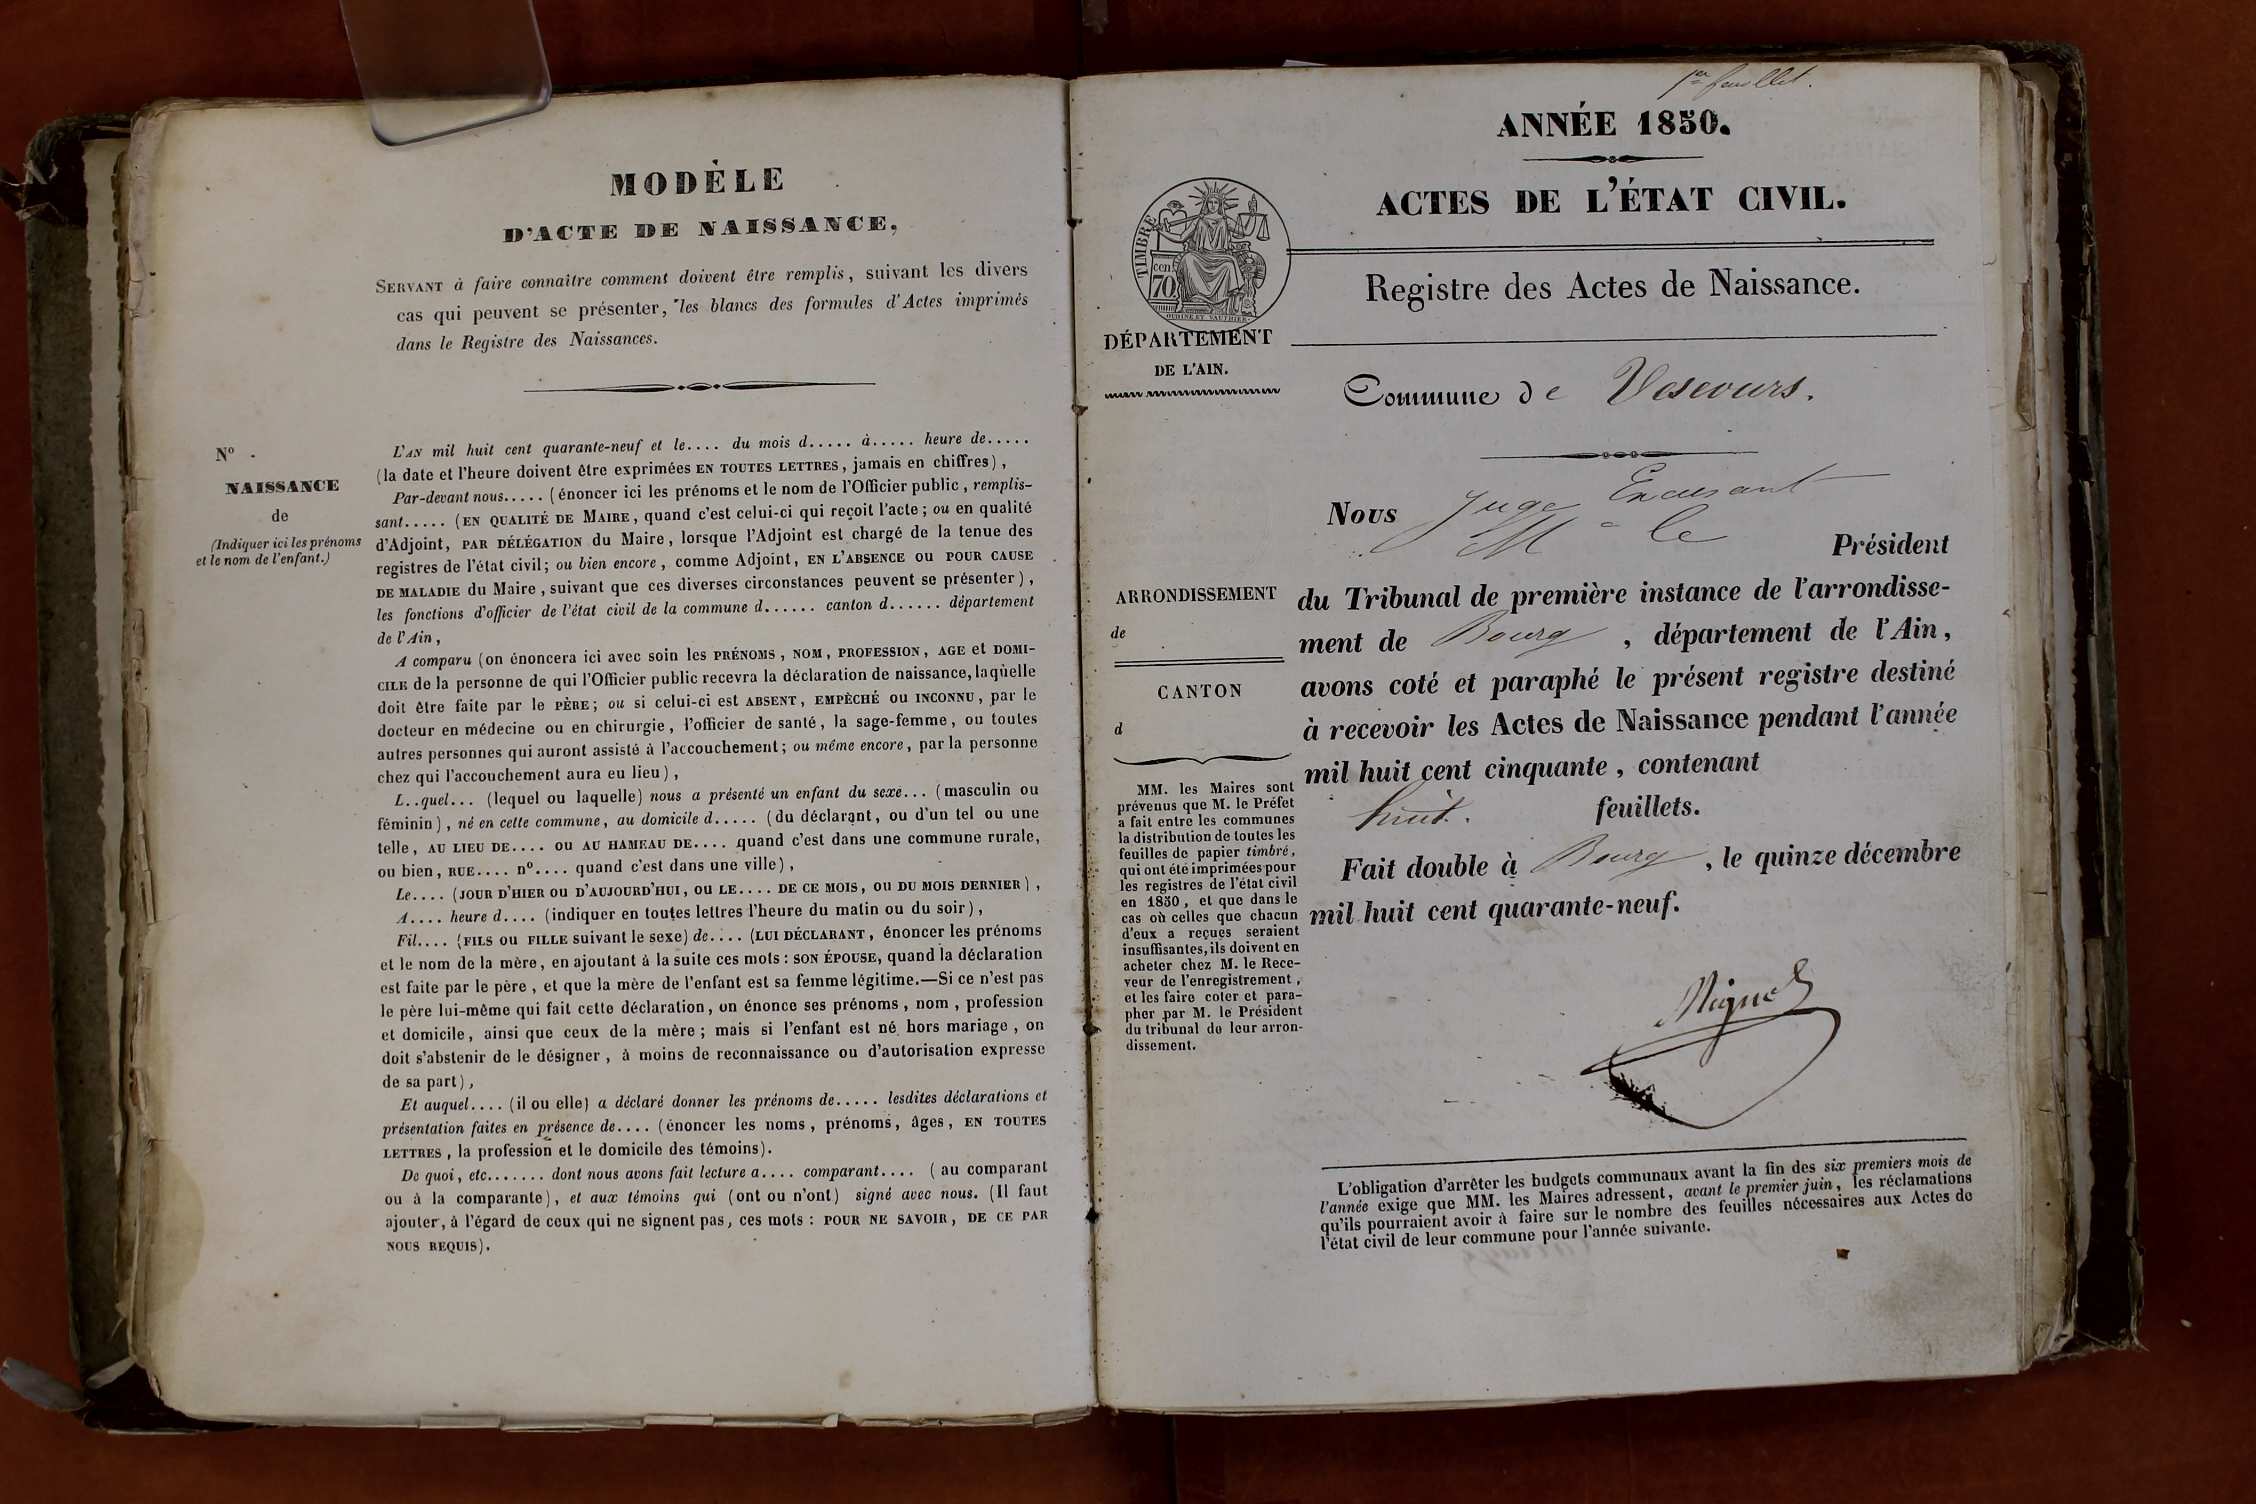 MODÈLE
D'ACTE DE NAISSANCE,
SERVANT à faire connaître comment doivent être remplis, suivant les divers
cas qui peuvent se présenter, les blancs des formules d'Actes imprimés
dans le Registre des Naissances.
N° .
NAISSANCE
de
(Indiquer ici les prénoms
et le nom de l'enfant.)
L'AN mil huit cent quarante-neuf et le.... du mois d..... à..... heure de.....
(la date et l'heure doivent être exprimées EN TOUTES LETTRES, jamais en chiffres),
Par-devant nous..... (énoncer ici les prénoms et le nom de l'Officier public, remplis-
sant..... (EN QUALITÉ DE MAIRE, quand c'est celui-ci qui reçoit l'acte; ou en qualité
d'Adjoint, PAR DÉLÉGATION du Maire, lorsque l'Adjoint est chargé de la tenue des
registres de l'état civil; ou bien encore, comme Adjoint, EN L'ABSENCE ou POUR CAUSE
DE MALADIE du Maire, suivant que ces diverses circonstances peuvent se présenter),
les fonctions d'officier de l'état civil de la commune d...... canton d...... département
de l'Ain,
A comparu (on énoncera ici avec soin les PRÉNOMS, NOM, PROFESSION, AGE et DOMI-
CILE de la personne de qui l'Officier public recevra la déclaration de naissance, laquelle
doit être faite par le PÈRE; ou si celui-ci est ABSENT, EMPÊCHÉ ou INCONNU, par le
docteur en médecine ou en chirurgie, l'officier de santé, la sage-femme, ou toutes
autres personnes qui auront assisté à l'accouchement; ou même encore, par la personne
chez qui l'accouchement aura eu lieu),
L..quel... (lequel ou laquelle) nous a présenté un enfant du sexe... (masculin ou
féminin), né en cette commune, au domicile d..... (du déclarant, ou d'un tel ou une
telle, AU LIEU DE.... OU AU HAMEAU DE.... quand c'est dans une commune rurale,
ou bien, RUE.... n°.... quand c'est dans une ville),
Le.... (JOUR D'HIER OU D'AUJOURD'HUI, OU LE.... DE CE MOIS, OU DU MOIS DERNIER),
A.... heure d.... (indiquer en toutes lettres l'heure du matin ou du soir),
Fil.... (FILS ou FILLE suivant le sexe) de.... (LUI DÉCLARANT, énoncer les prénoms
et le nom de la mère, en ajoutant à la suite ces mots: SON ÉPOUSE, quand la déclaration
est faite par le père, et que la mère de l'enfant est sa femme légitime.—Si ce n'est pas
le père lui-même qui fait cette déclaration, on énonce ses prénoms, nom, profession
et domicile, ainsi que ceux de la mère; mais si l'enfant est né hors mariage, on
doit s'abstenir de le désigner, à moins de reconnaissance ou d'autorisation expresse
de sa part),
Et auquel.... (il ou elle) a déclaré donner les prénoms de..... lesdites déclarations et
présentation faites en présence de.... (énoncer les noms, prénoms, âges, EN TOUTES
LETTRES, la profession et le domicile des témoins).
De quoi, etc....... dont nous avons fait lecture a.... comparant.... (au comparant
ou à la comparante), et aux témoins qui (ont ou n'ont) signé avec nous. (Il faut
ajouter, à l'égard de ceux qui ne signent pas, ces mots: POUR NE SAVOIR, DE CE PAR
NOUS REQUIS).
1er feuillet.
ANNÉE 1850.
ACTES DE L'ÉTAT CIVIL.
TIMBRE
cen.
70
OUDINE ET VAUTHIER
Registre des Actes de Naissance.
DÉPARTEMENT
DE L'AIN.
Commune de Vescours.
Nous Juge
M = le Président
du Tribunal de première instance de l'arrondisse-
ment de Bourg, département de l'Ain,
avons coté et paraphé le présent registre destiné
à recevoir les Actes de Naissance pendant l'année
mil huit cent cinquante, contenant
huit. feuillets.
Fait double à Bourg, le quinze décembre
mil huit cent quarante-neuf.
ARRONDISSEMENT
de
CANTON
d
MM. les Maires sont
prévenus que M. le Préfet
a fait entre les communes
la distribution de toutes les
feuilles de papier timbré,
qui ont été imprimées pour
les registres de l'état civil
en 1850, et que dans le
cas où celles que chacun
d'eux a reçues seraient
insuffisantes, ils doivent en
acheter chez M. le Rece-
veur de l'enregistrement,
et les faire coter et para-
pher par M. le Président
du tribunal de leur arron-
dissement.
L'obligation d'arrêter les budgets communaux avant la fin des six premiers mois de
l'année exige que MM. les Maires adressent, avant le premier juin, les réclamations
qu'ils pourraient avoir à faire sur le nombre des feuilles nécessaires aux Actes de
l'état civil de leur commune pour l'année suivante.